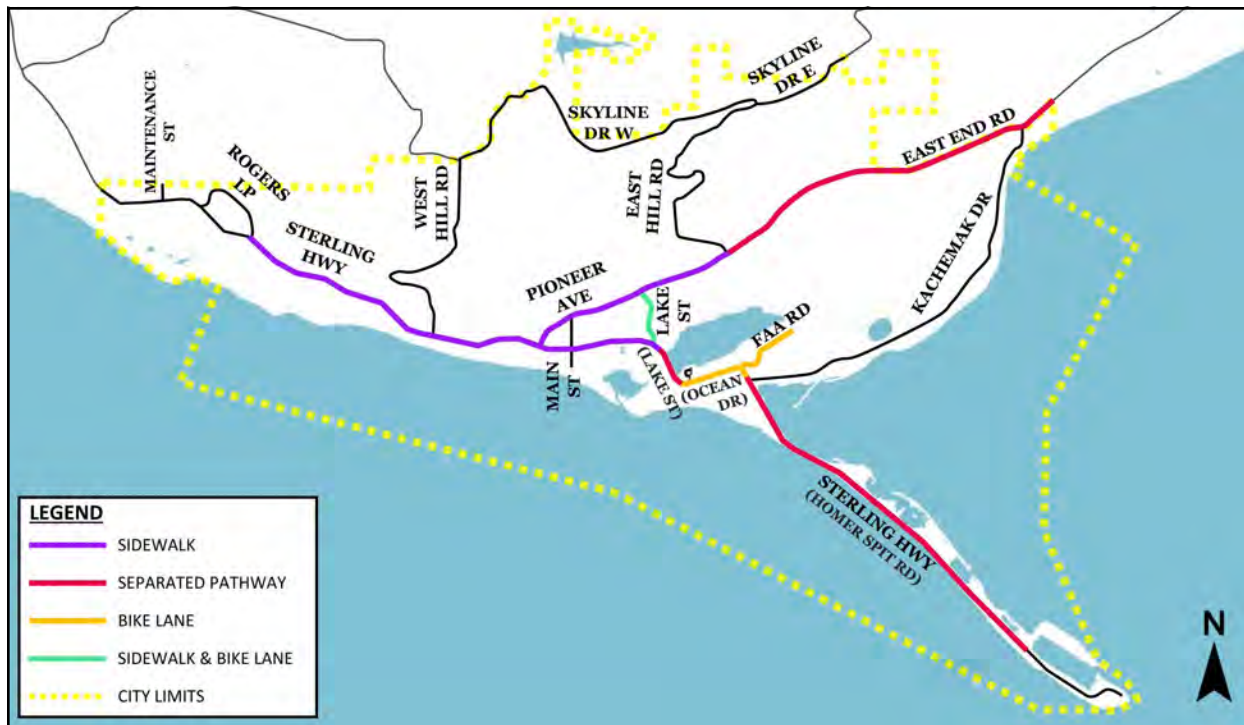 SKYLINE
DR E
MAINTENANCE
ST
ROGERS
LP
SKYLINE
DR W
EAST END RD
WEST
HILL RD
EAST
HILL RD
STERLING
HWY
KACHEMAK DR
PIONEER
AVE
LAKE
ST
FAA RD
MAIN
ST
(LAKE ST)
(OCEAN
DR)
STERLING HWY
(HOMER SPIT RD)
LEGEND
SIDEWALK
SEPARATED PATHWAY
BIKE LANE
SIDEWALK & BIKE LANE
CITY LIMITS
N